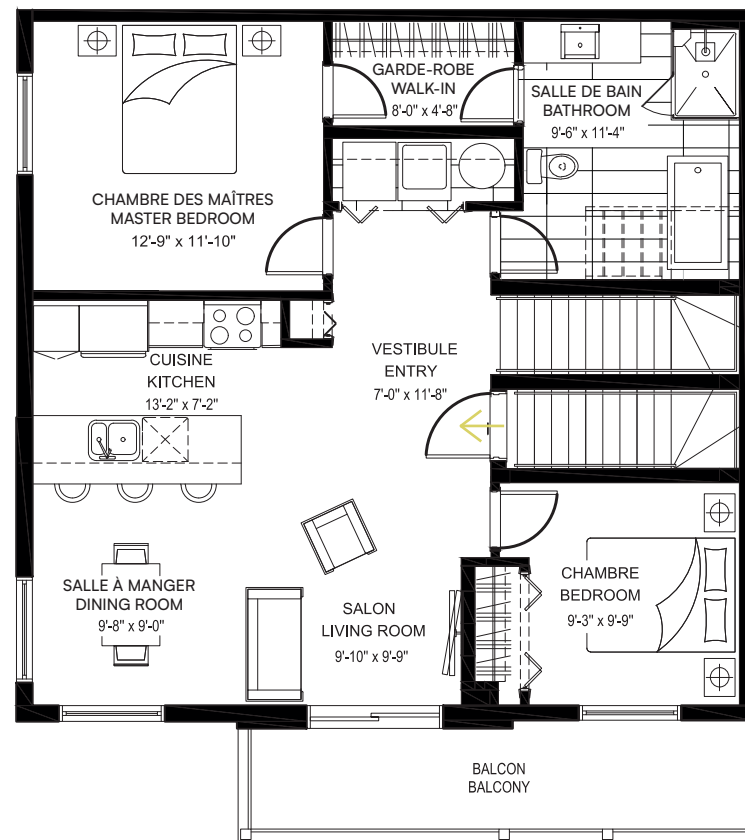 GARDE-ROBE
WALK-IN
8'-0" x 4'-8"
SALLE DE BAIN
BATHROOM
9'-6" x 11'-4"
CHAMBRE DES MAÎTRES
MASTER BEDROOM
12'-9" x 11'-10"
CUISINE
KITCHEN
13'-2" x 7'-2"
VESTIBULE
ENTRY
7'-0" x 11'-8"
SALLE À MANGER
DINING ROOM
9'-8" x 9'-0"
SALON
LIVING ROOM
9'-10" x 9'-9"
CHAMBRE
BEDROOM
9'-3" x 9'-9"
BALCON
BALCONY